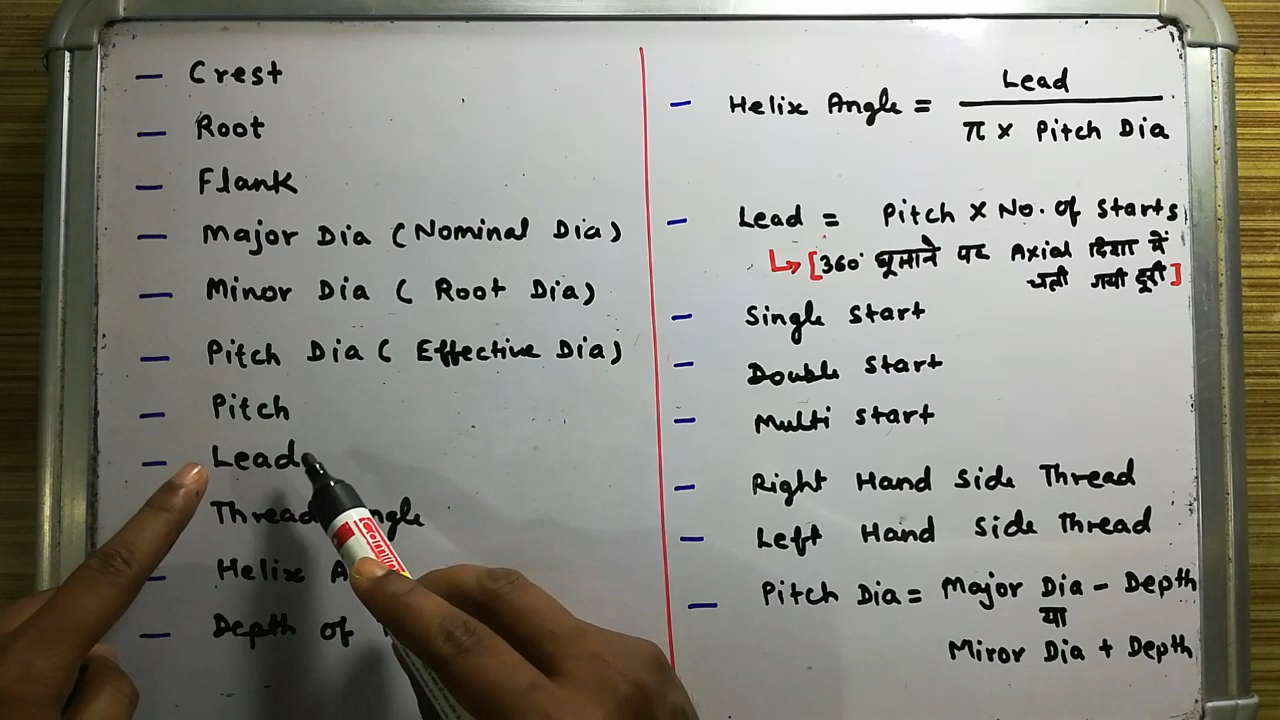 - Crest
- Root
- Flank
- Major Dia (Nominal Dia)
- Minor Dia (Root Dia)
- Pitch Dia (Effective Dia)
- Pitch
- Lead
Thread ngle
- Helix A
- Depth of
- Helix Angle = Lead
π x Pitch Dia
- Lead = Pitch x No. of Starts
↳ [360° घूमाने पर Axial दिशा में
चली गयी दूरी]
- Single Start
- Double Start
- Multi Start
- Right Hand Side Thread
- Left Hand Side Thread
- Pitch Dia = Major Dia - Depth
या
Miror Dia + Depth